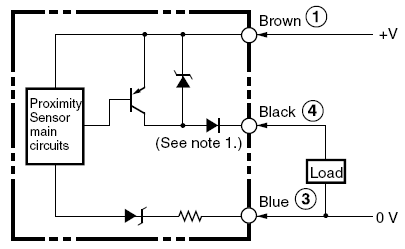 Brown 1
+V
Proximity
Sensor
main
circuits
Black 4
(See note 1.)
Load
Blue 3
0 V